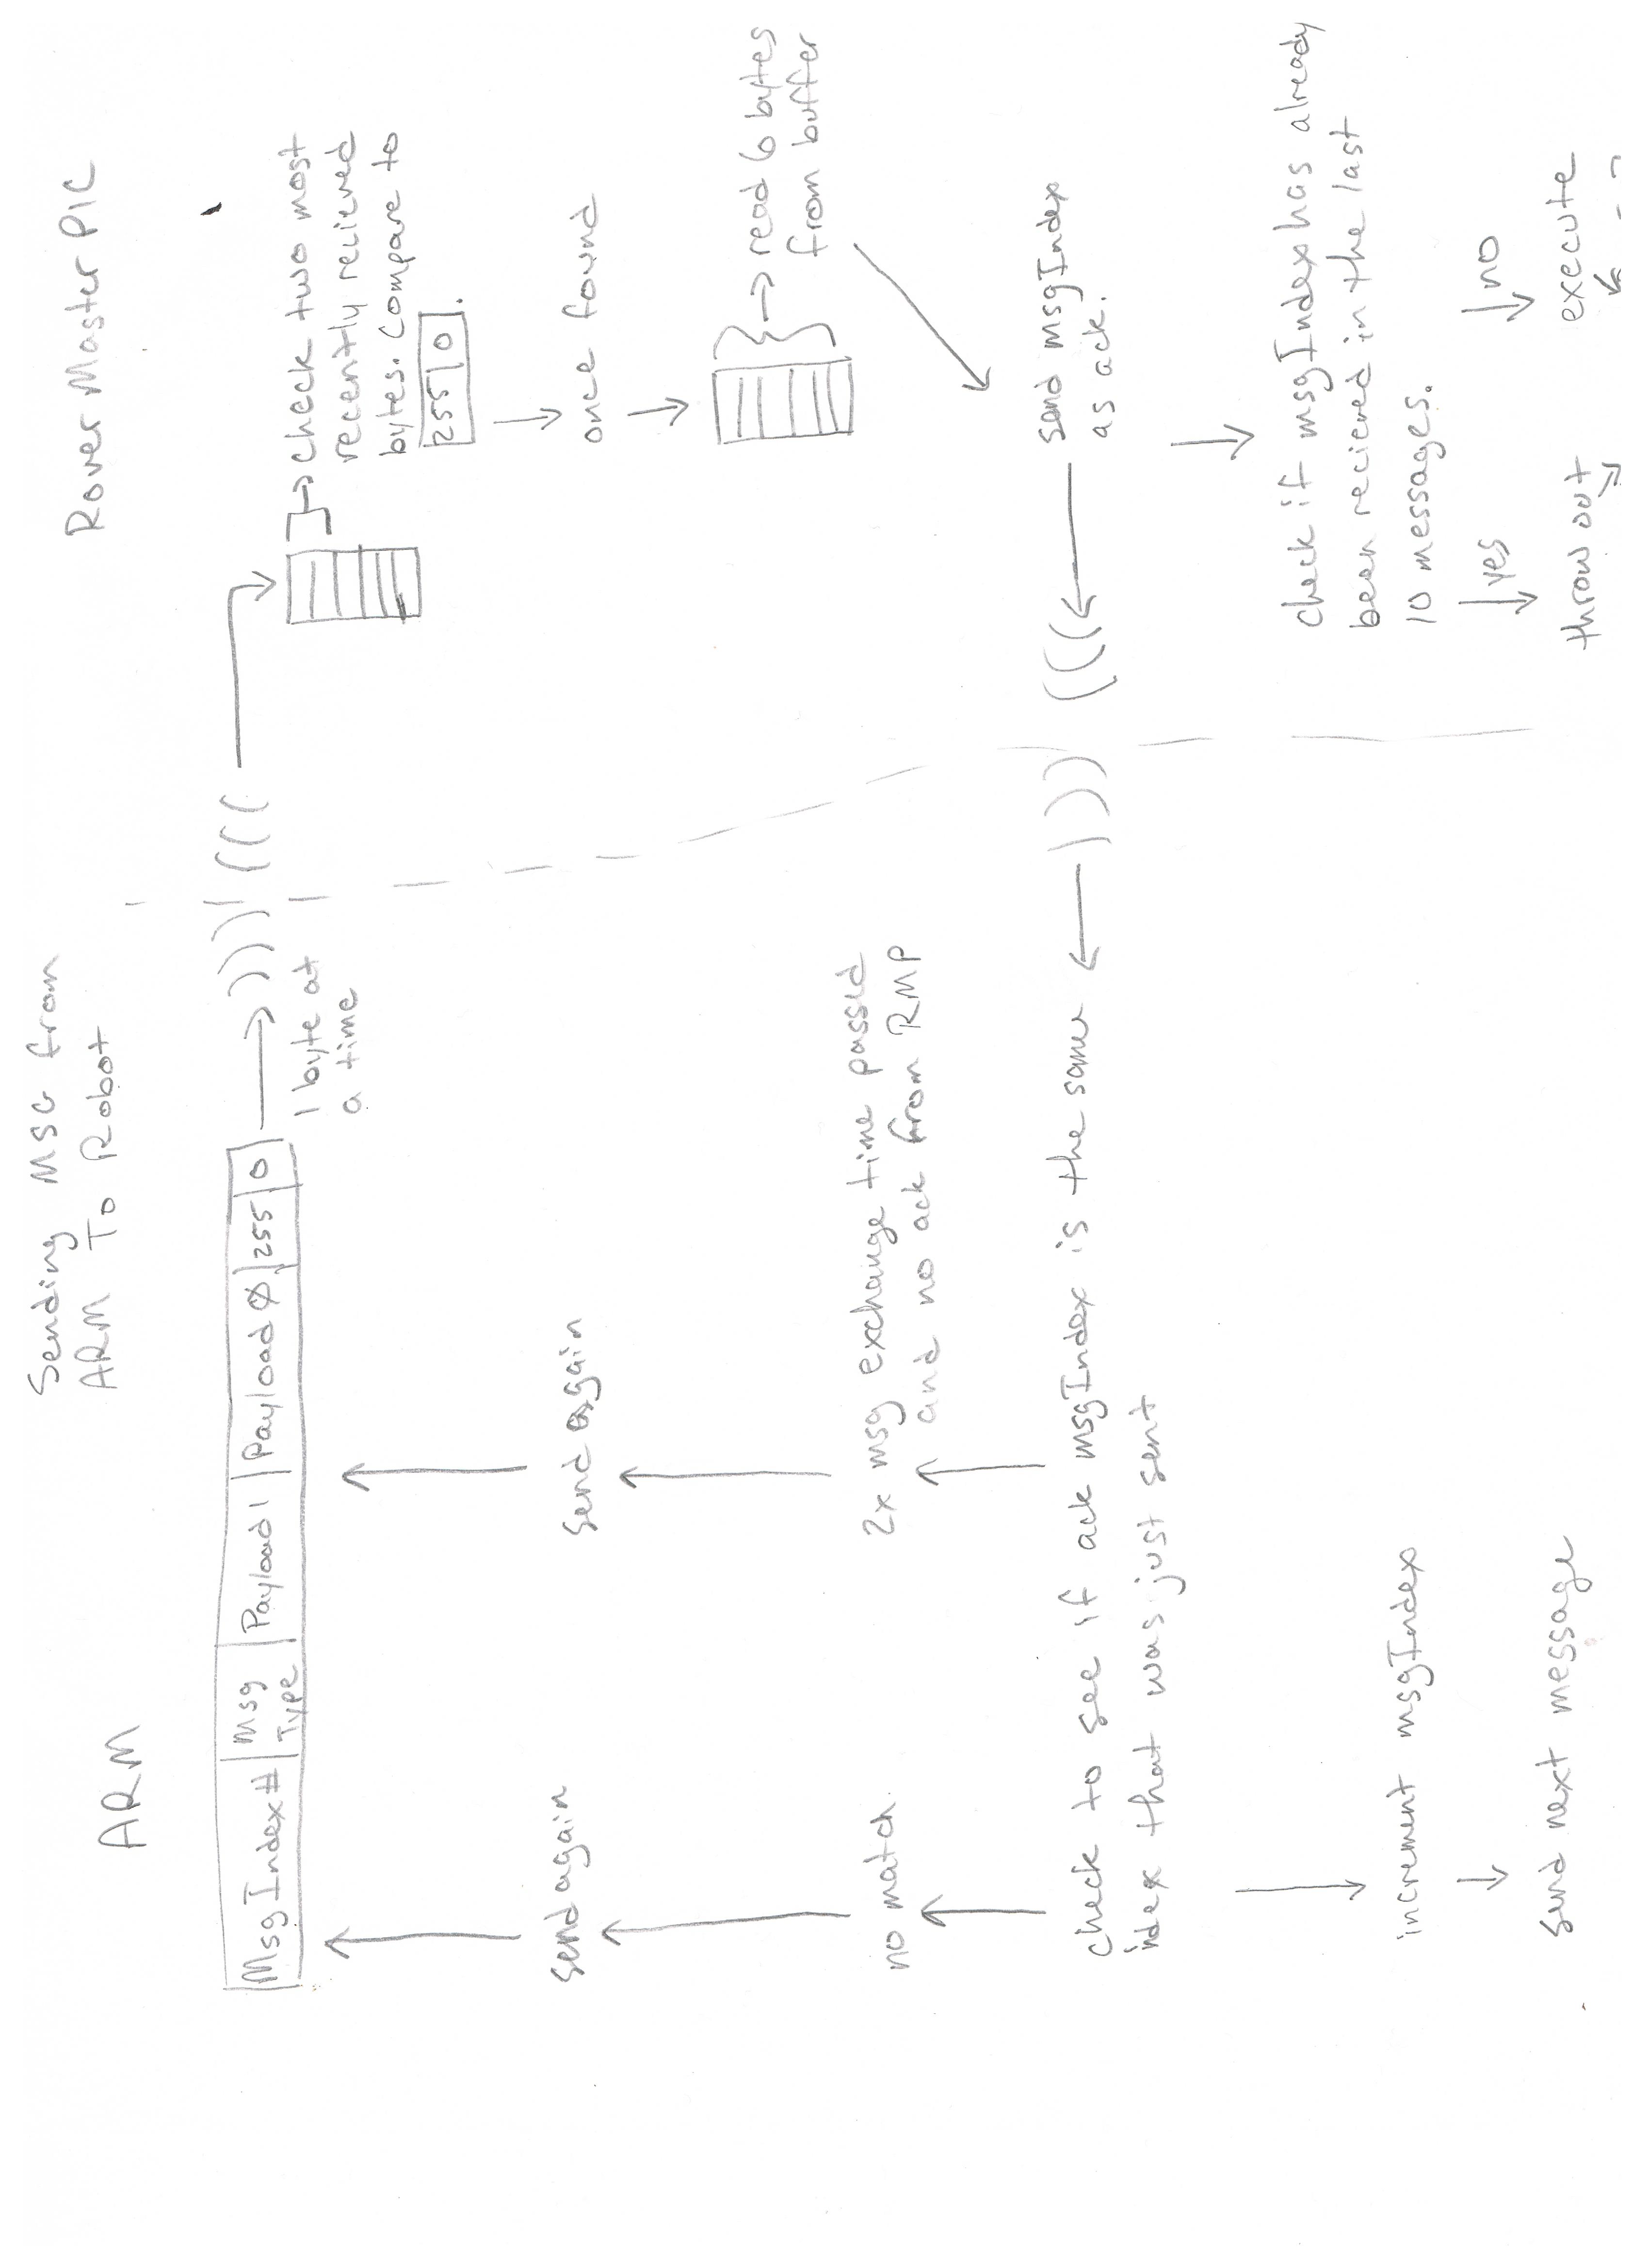 Sending MSG from
ARM To Robot
ARM
Rover Master PIC
MsgIndex# | Msg Type | Payload 1 | Payload 0 | 255 | 0
1 byte at
a time
check two most
recently recieved
bytes. Compare to
255 | 0 .
once found
read 6 bytes
from buffer
send msgIndex
as ack.
check if msgIndex has already
been recieved in the last
10 messages.
yes
no
throw out
execute
send again
send again
no match
2x msg exchange time passed
and no ack from RMP
check to see if ack msgIndex is the same
index that was just sent
increment msgIndex
send next message